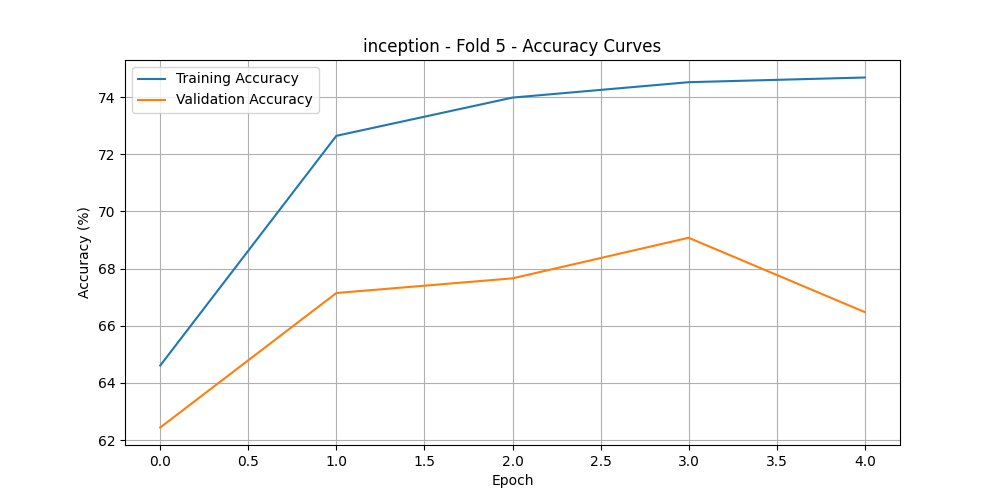 inception - Fold 5 - Accuracy Curves
Training Accuracy
Validation Accuracy
Accuracy (%)
74
72
70
68
66
64
62
0.0 0.5 1.0 1.5 2.0 2.5 3.0 3.5 4.0
Epoch